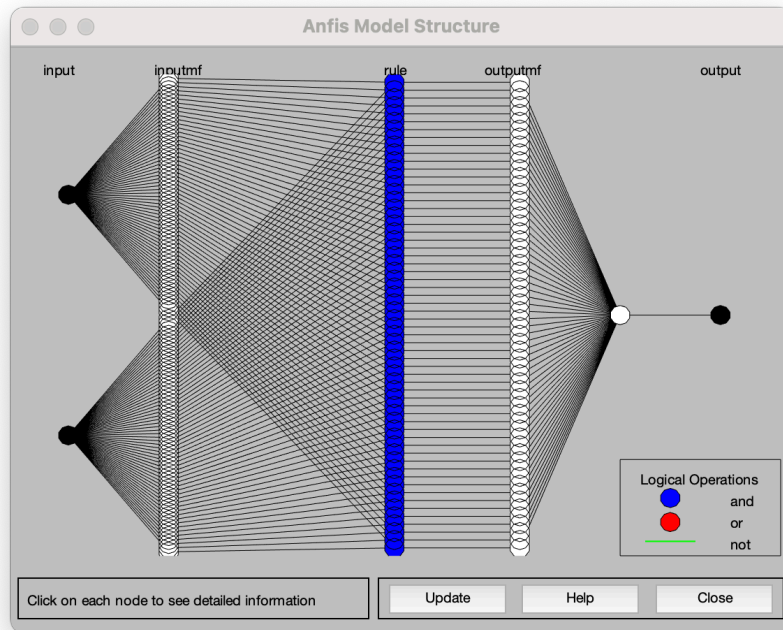 Anfis Model Structure
input inputmf rule outputmf output
Logical Operations
and
or
not
Click on each node to see detailed information
Update Help Close